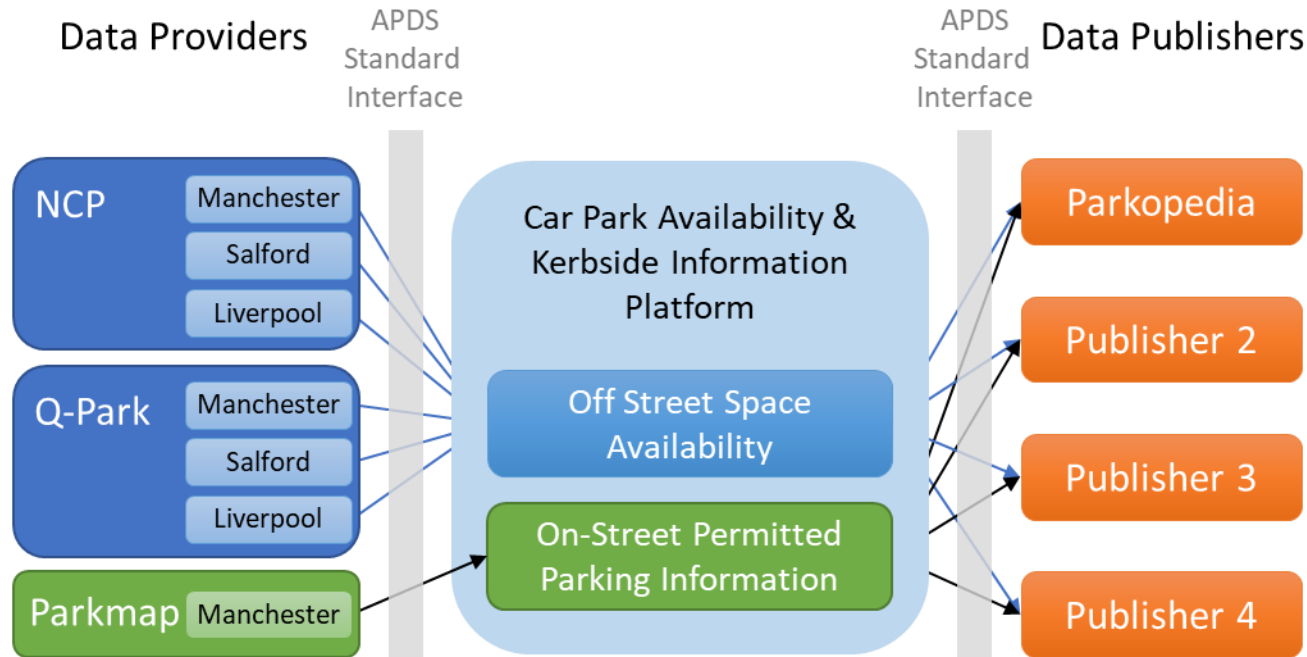 Data Providers
APDS
Standard
Interface
APDS
Standard
Interface
Data Publishers
NCP
Manchester
Salford
Liverpool
Q-Park
Manchester
Salford
Liverpool
Parkmap
Manchester
Car Park Availability &
Kerbside Information
Platform
Off Street Space
Availability
On-Street Permitted
Parking Information
Parkopedia
Publisher 2
Publisher 3
Publisher 4